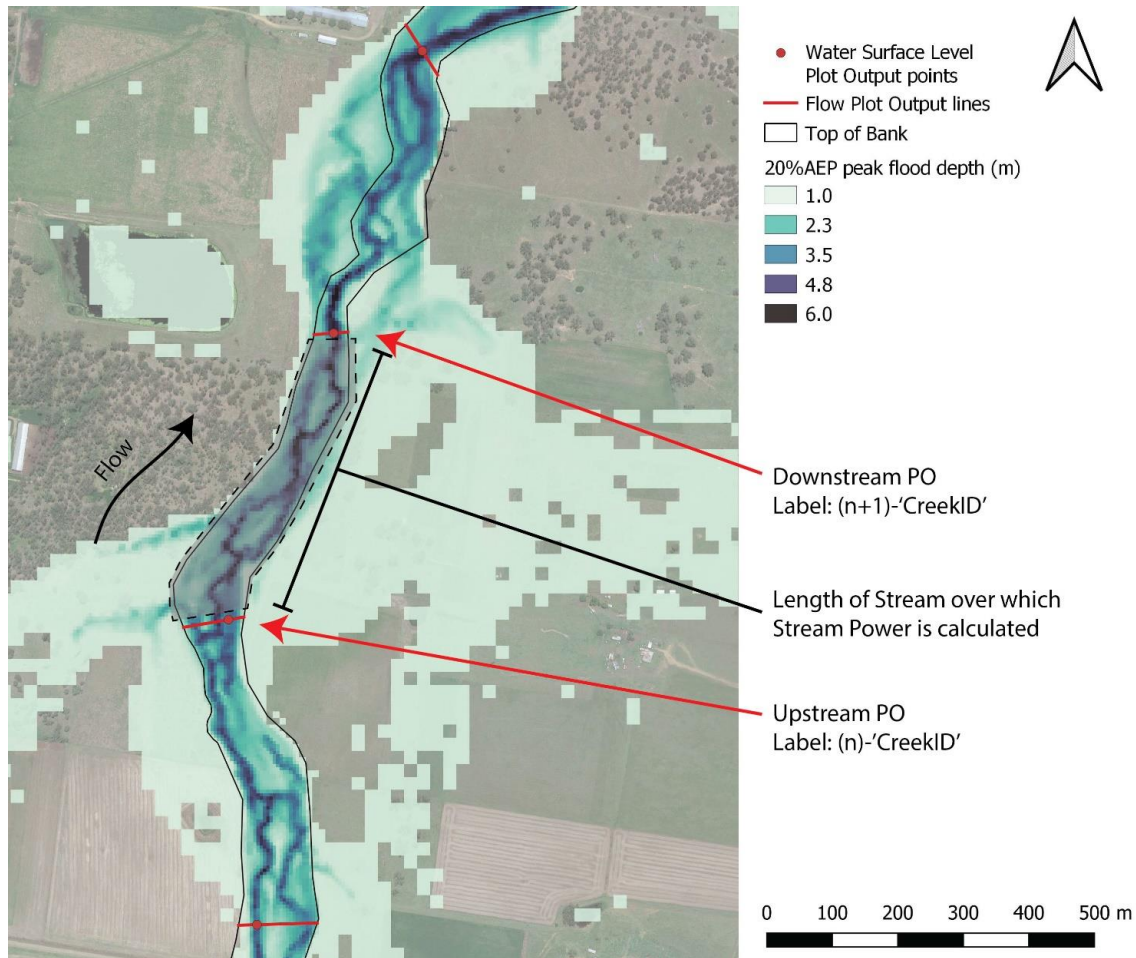 Water Surface Level
Plot Output points
Flow Plot Output lines
Top of Bank
20%AEP peak flood depth (m)
1.0
2.3
3.5
4.8
6.0
Flow
Downstream PO
Label: (n+1)-'CreekID'
Length of Stream over which
Stream Power is calculated
Upstream PO
Label: (n)-'CreekID'
0 100 200 300 400 500 m